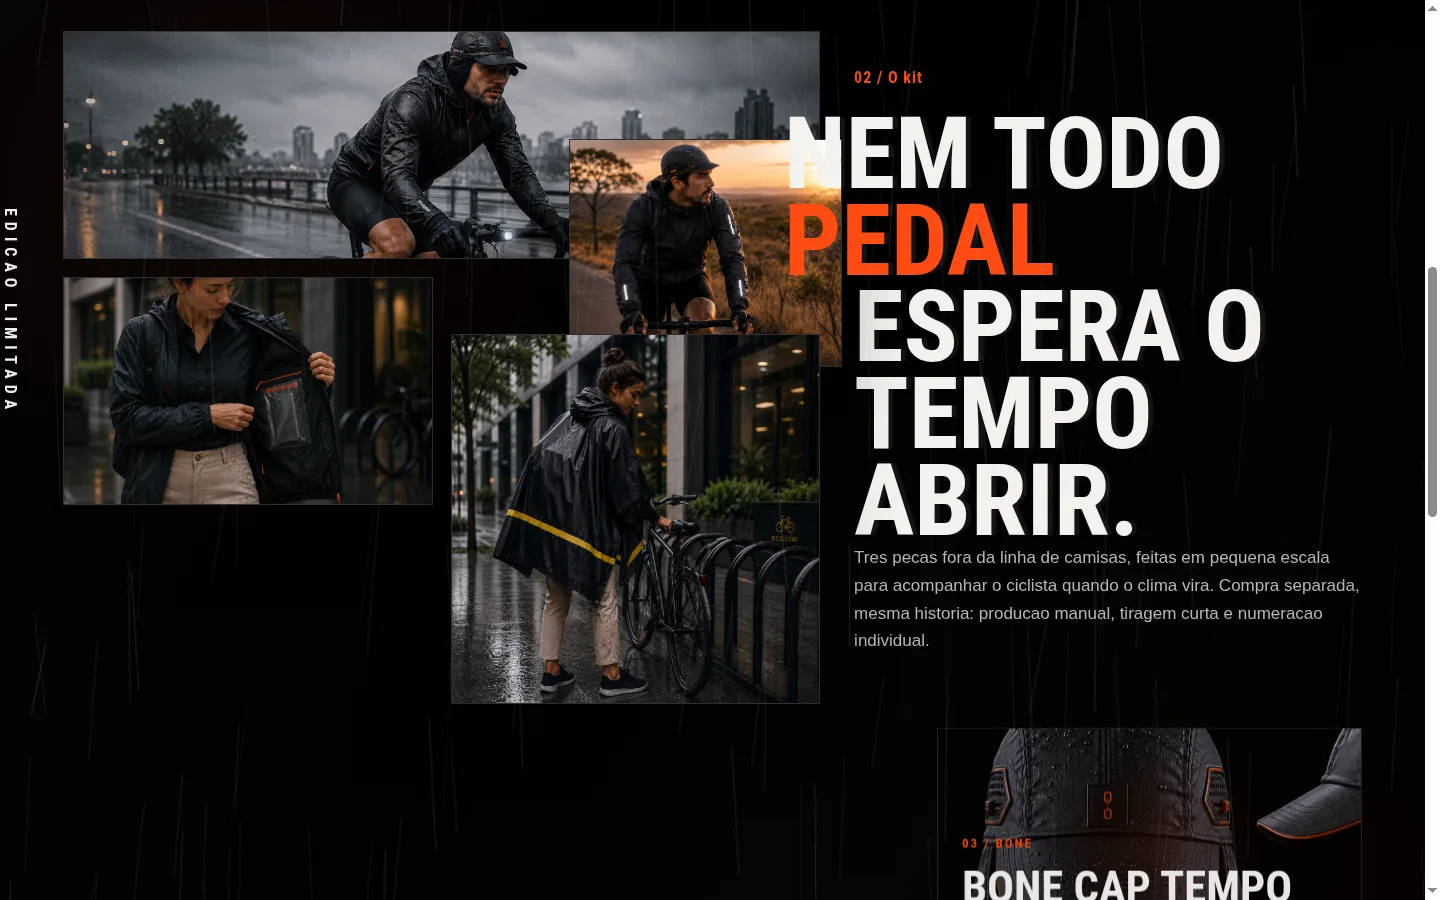 EDICAO LIMITADA
02 / O kit
NEM TODO
PEDAL
ESPERA O
TEMPO
ABRIR.
Tres pecas fora da linha de camisas, feitas em pequena escala
para acompanhar o ciclista quando o clima vira. Compra separada,
mesma historia: producao manual, tiragem curta e numeracao
individual.
03 / BONE
BONE CAP TEMPO